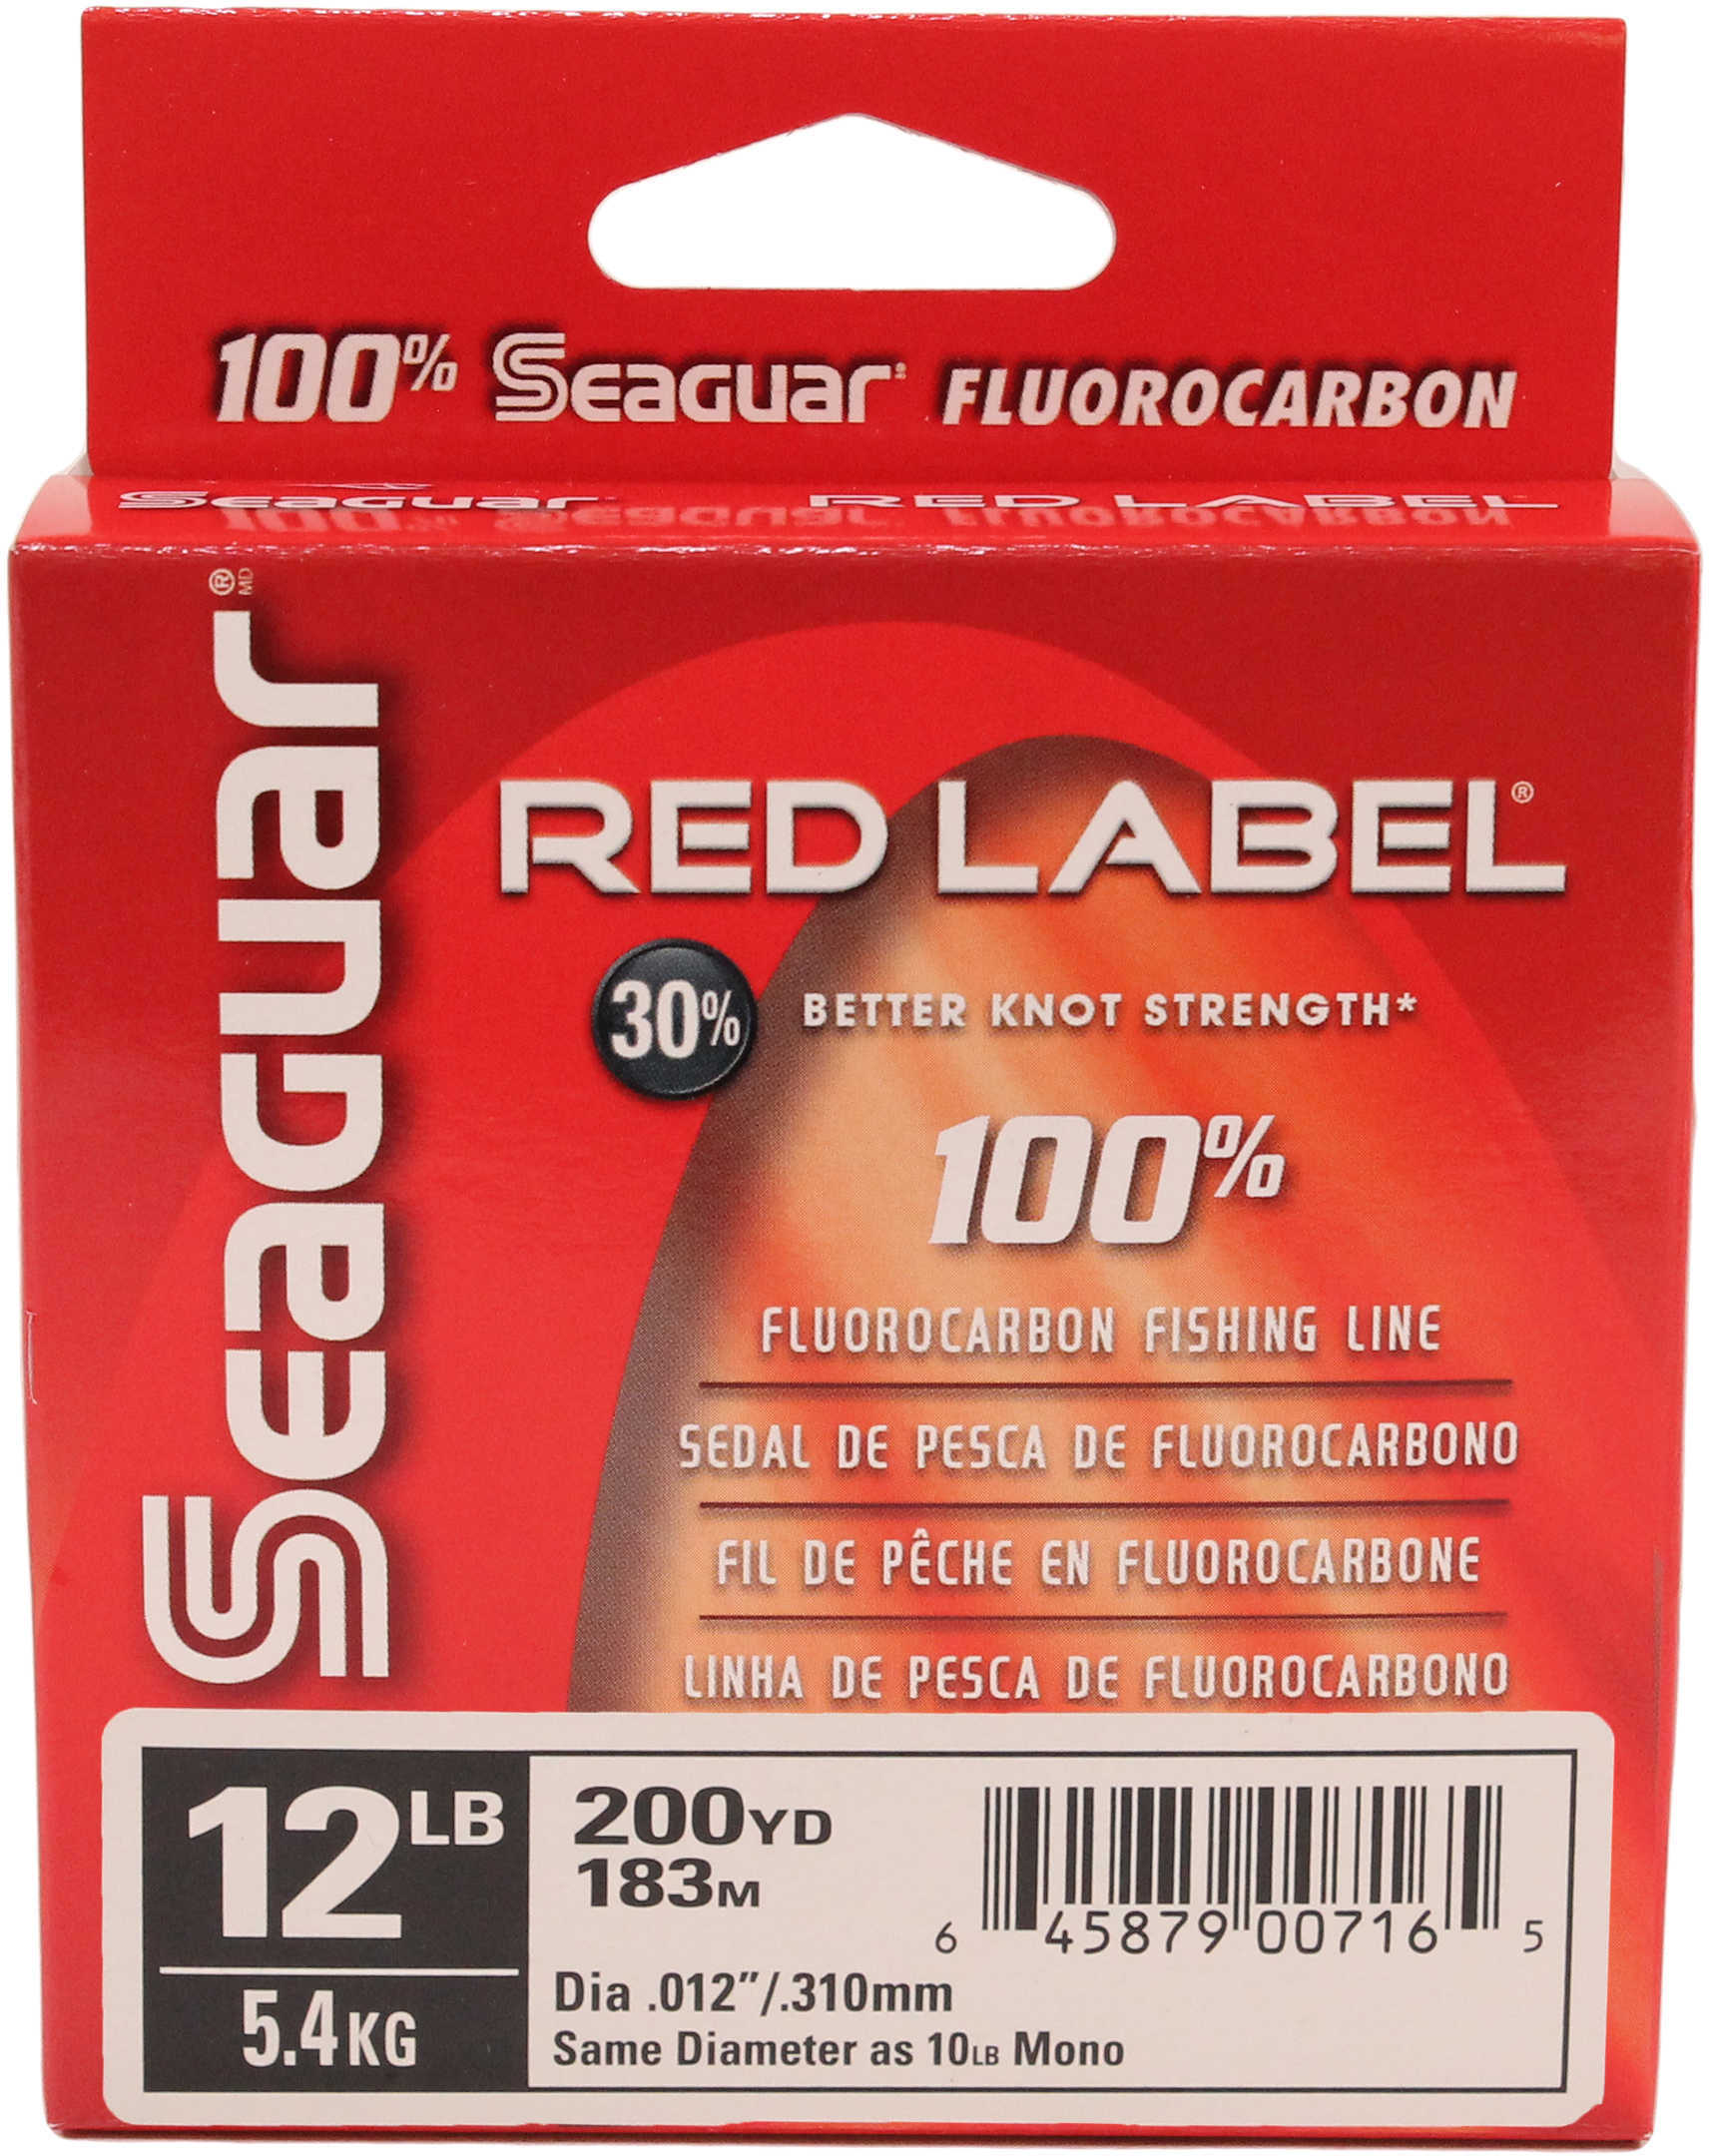 100% Seaguar® FLUOROCARBON
Seaguar RED LABEL
Seaguar® MD
RED LABEL®
30% BETTER KNOT STRENGTH*
100%
FLUOROCARBON FISHING LINE
SEDAL DE PESCA DE FLUOROCARBONO
FIL DE PÊCHE EN FLUOROCARBONE
LINHA DE PESCA DE FLUOROCARBONO
12LB
5.4KG
200YD
183M
Dia .012"/.310mm
Same Diameter as 10LB Mono
6 45879 00716 5